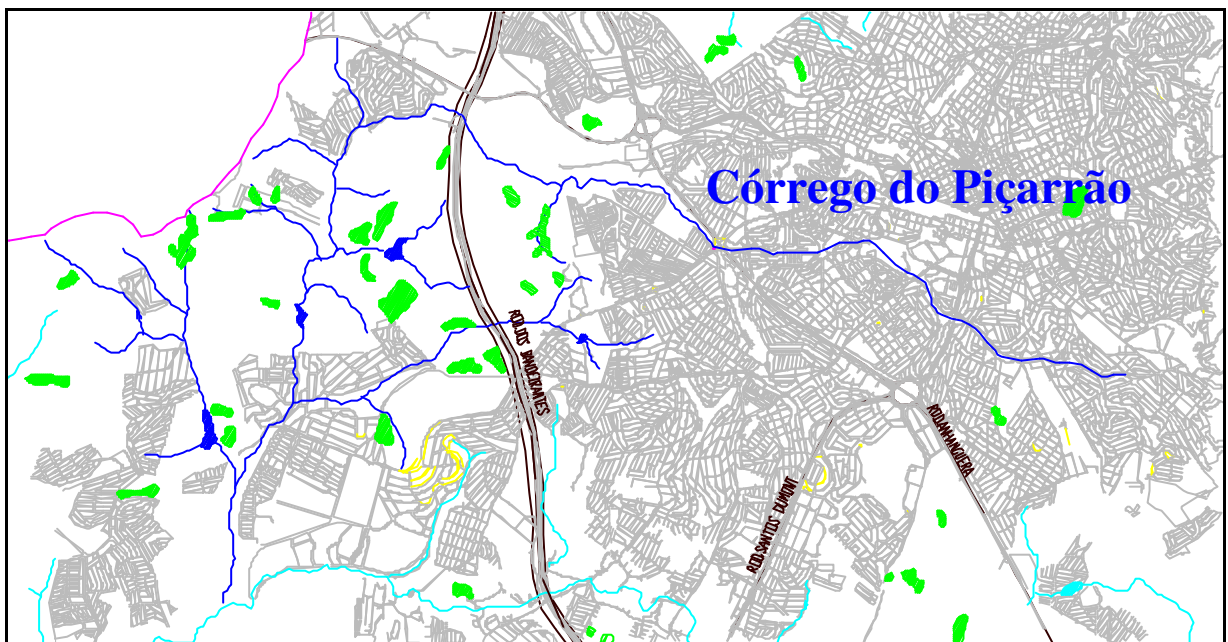 Córrego do Piçarrão
ROD.DOS BANDEIRANTES
ROD.ANHANGUERA
ROD.SANTOS DUMONT